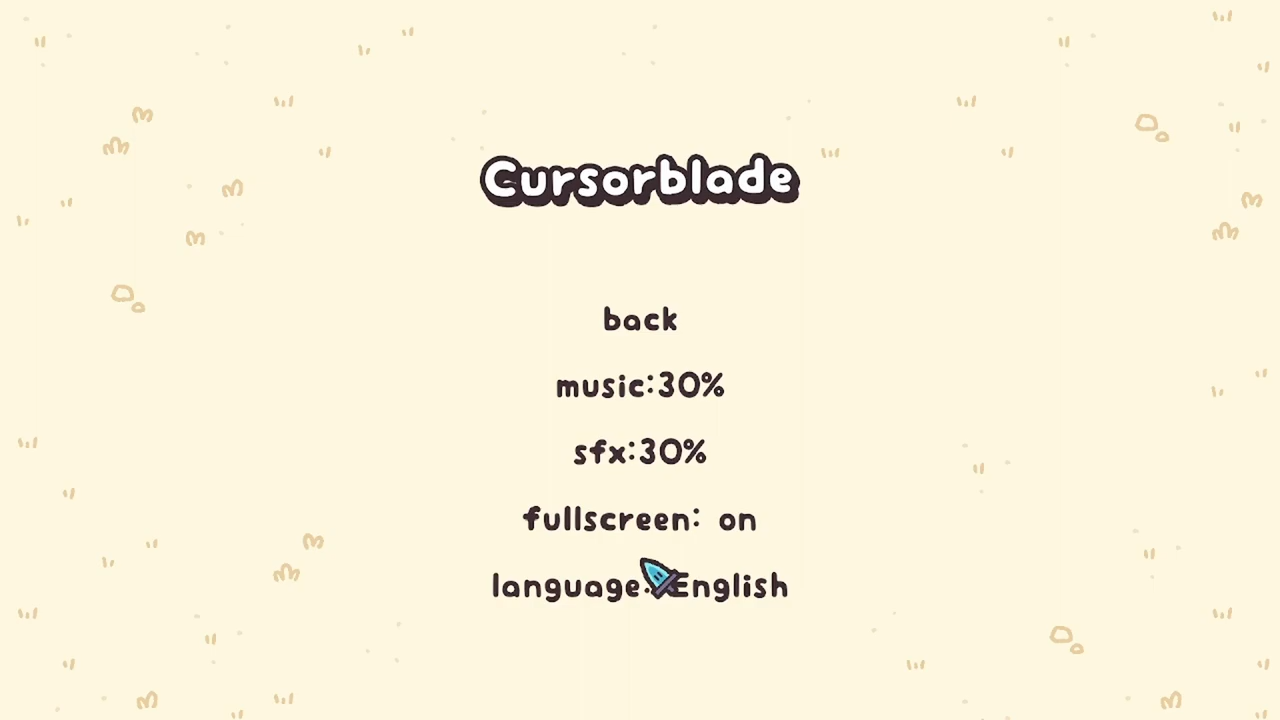 Cursorblade
back
music:30%
sfx:30%
fullscreen: on
language: English